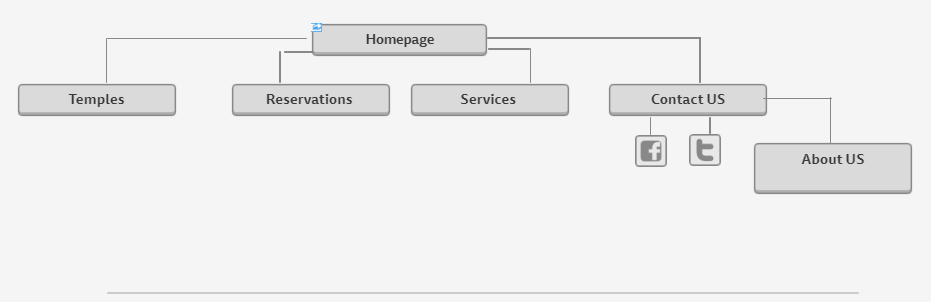 Homepage
Temples
Reservations
Services
Contact US
About US